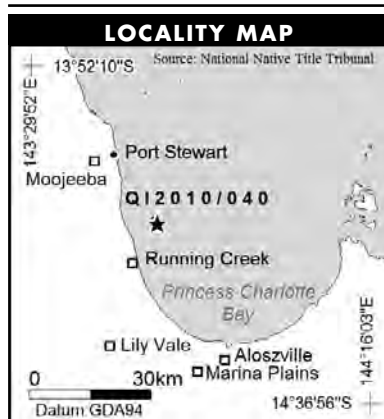 LOCALITY MAP
Source: National Native Title Tribunal
13°52'10"S
143°29'52"E
Port Stewart
Moojeeba
QI2010/040
Running Creek
Princess Charlotte
Bay
Lily Vale
Aloszville
Marina Plains
144°16'03"E
0 30km
14°36'56"S
Datum GDA94